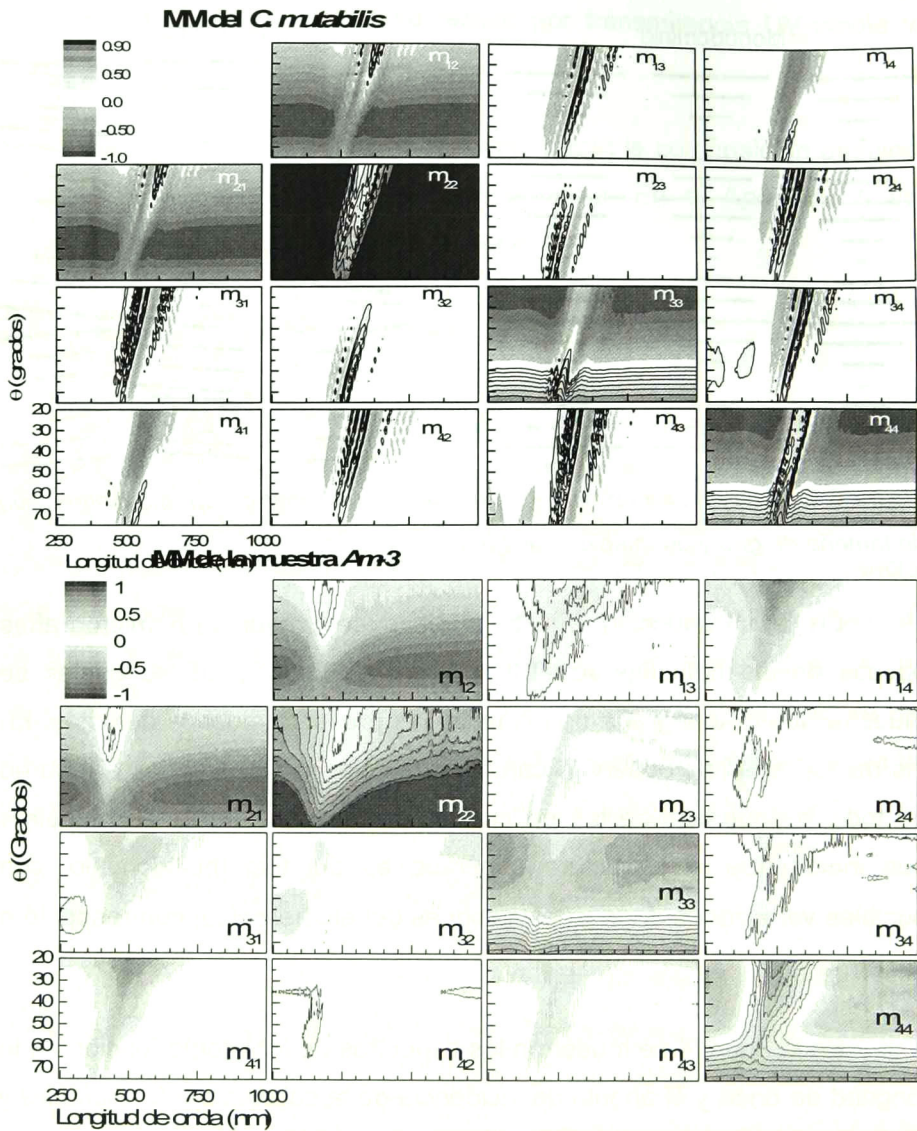 MM del C. mutabilis
0.90
0.50
0.0
-0.50
-1.0
m12
m13
m14
m21
m22
m23
m24
m31
m32
m33
m34
θ (grados)
20
30
40
50
60
70
m41
m42
m43
m44
250
500
750
1000
Longitud de onda (nm)
MM de la muestra Am-3
1
0.5
0
-0.5
-1
m12
m13
m14
m21
m22
m23
m24
θ (Grados)
m31
m32
m33
m34
20
30
40
50
60
70
m41
m42
m43
m44
250
500
750
1000
Longitud de onda (nm)